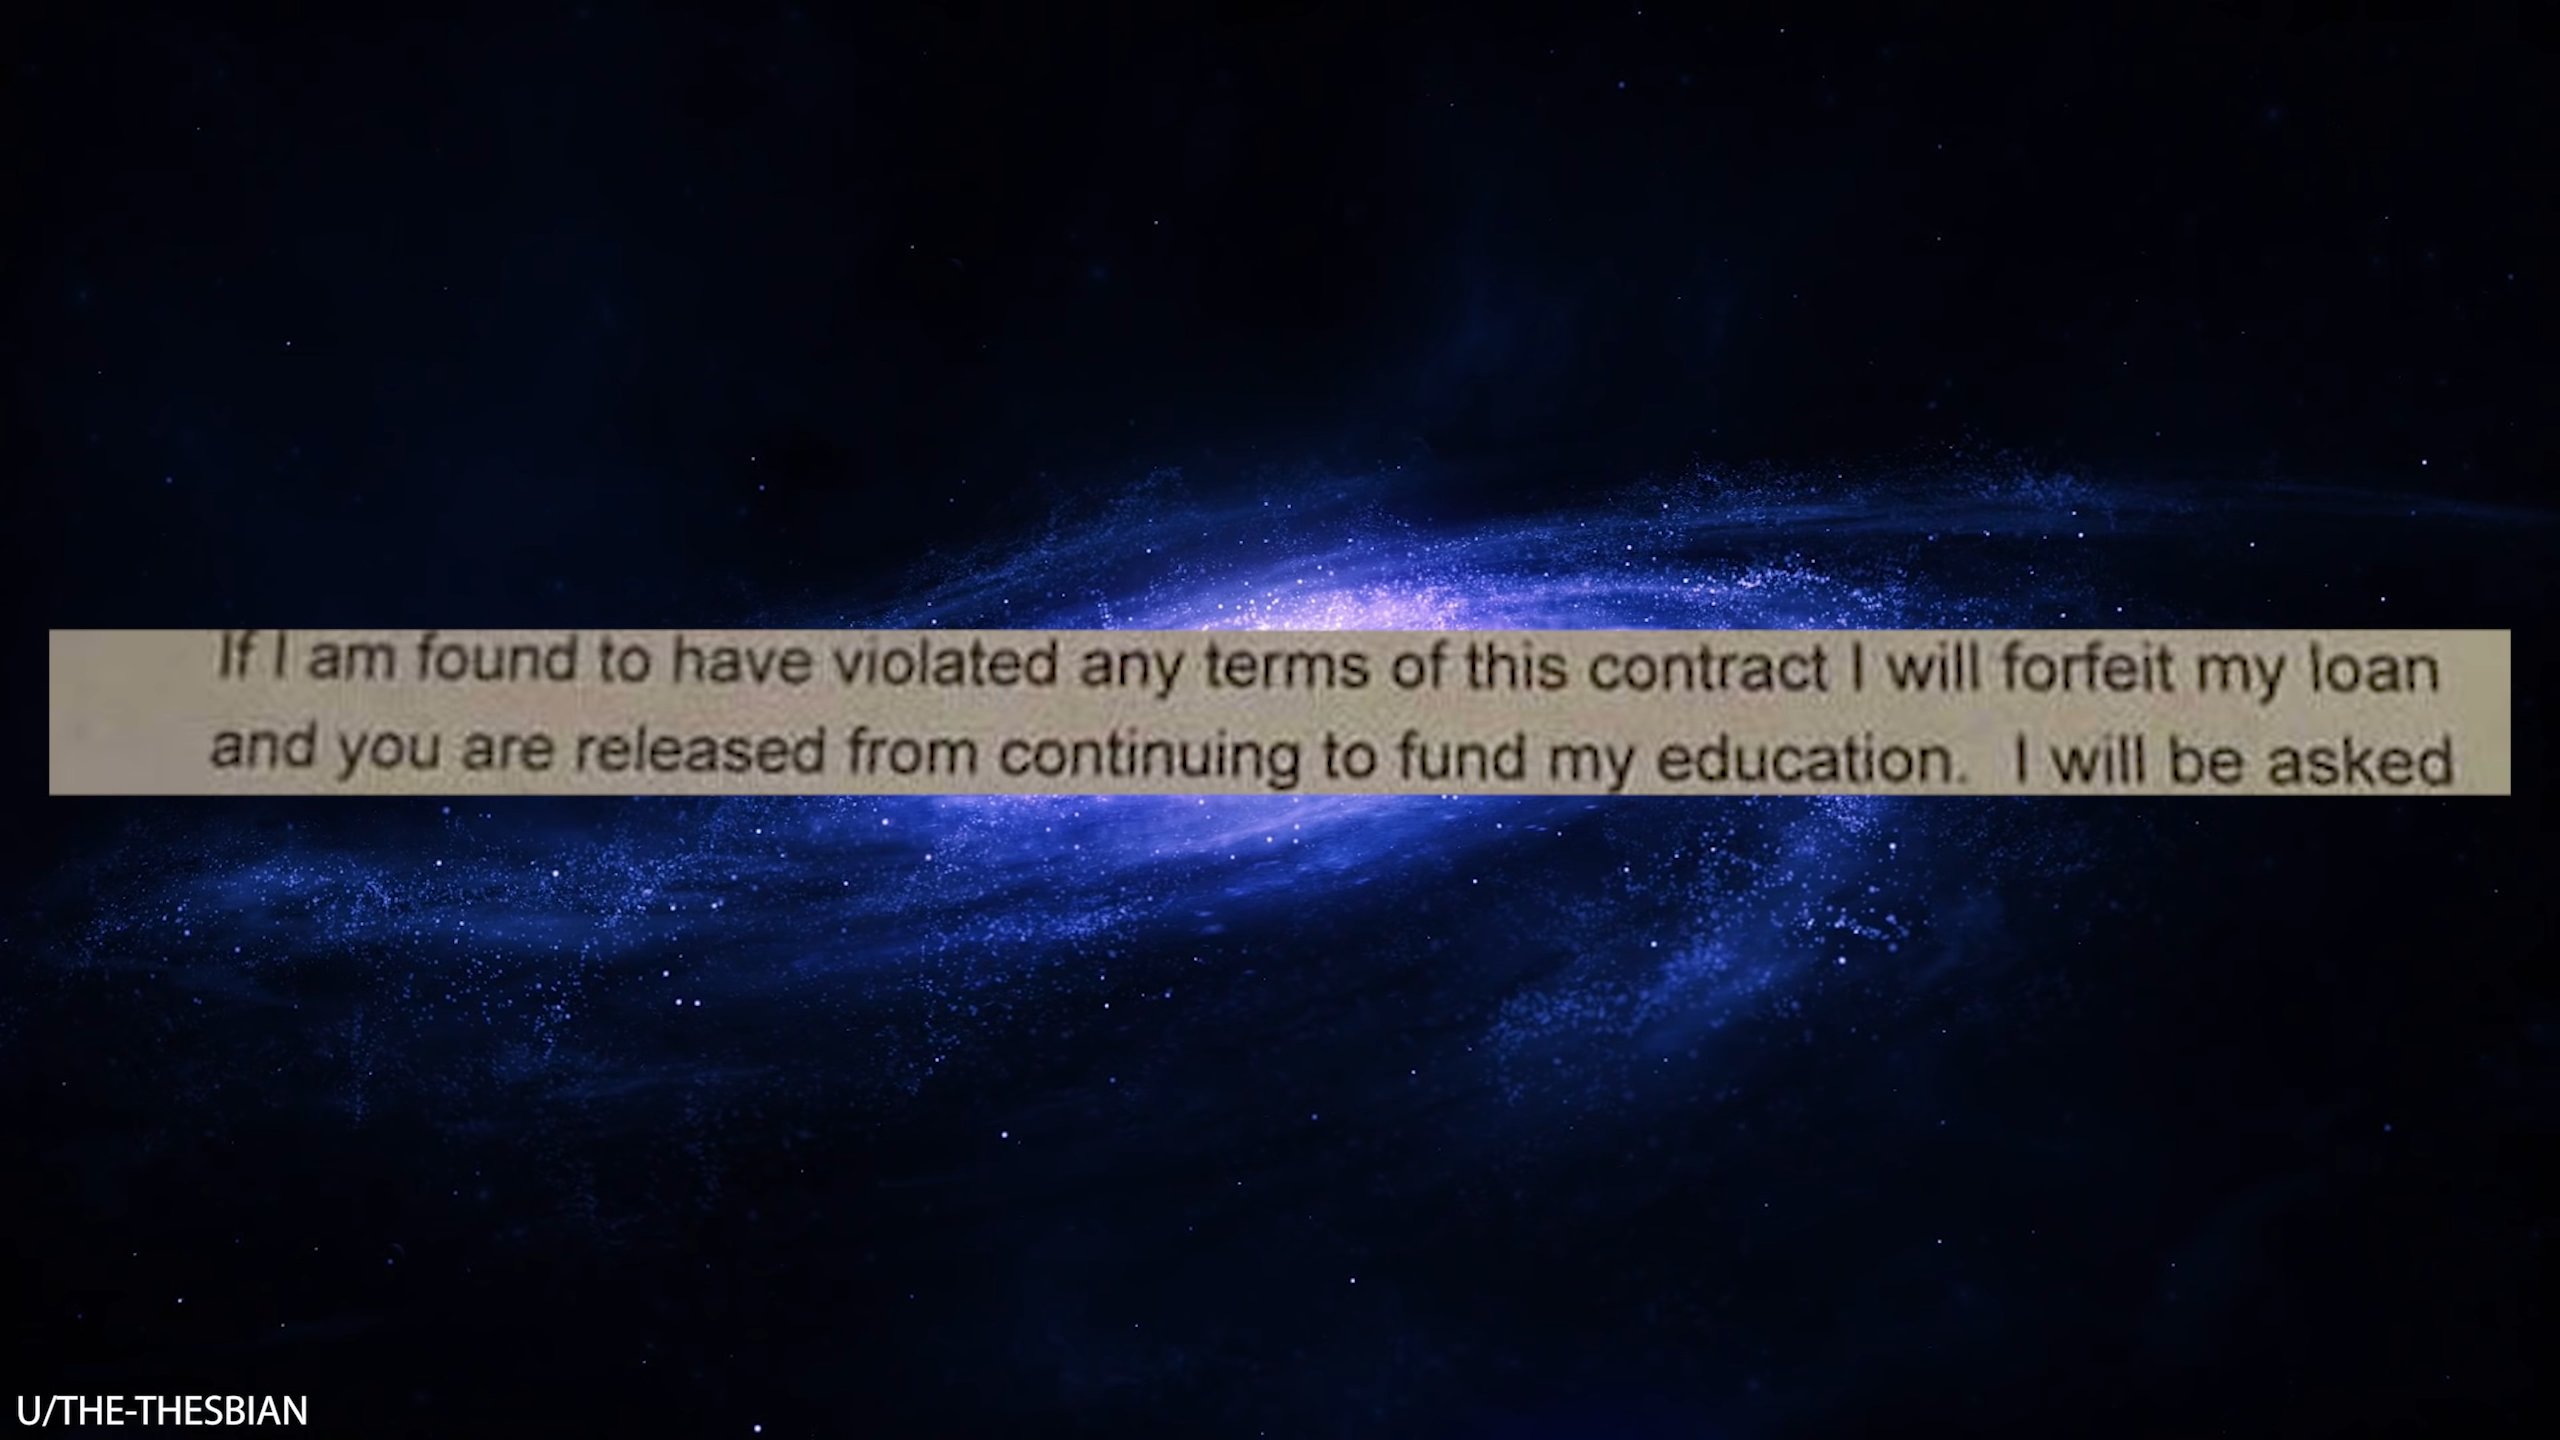 If I am found to have violated any terms of this contract I will forfeit my loan
and you are released from continuing to fund my education. I will be asked
U/THE-THESBIAN